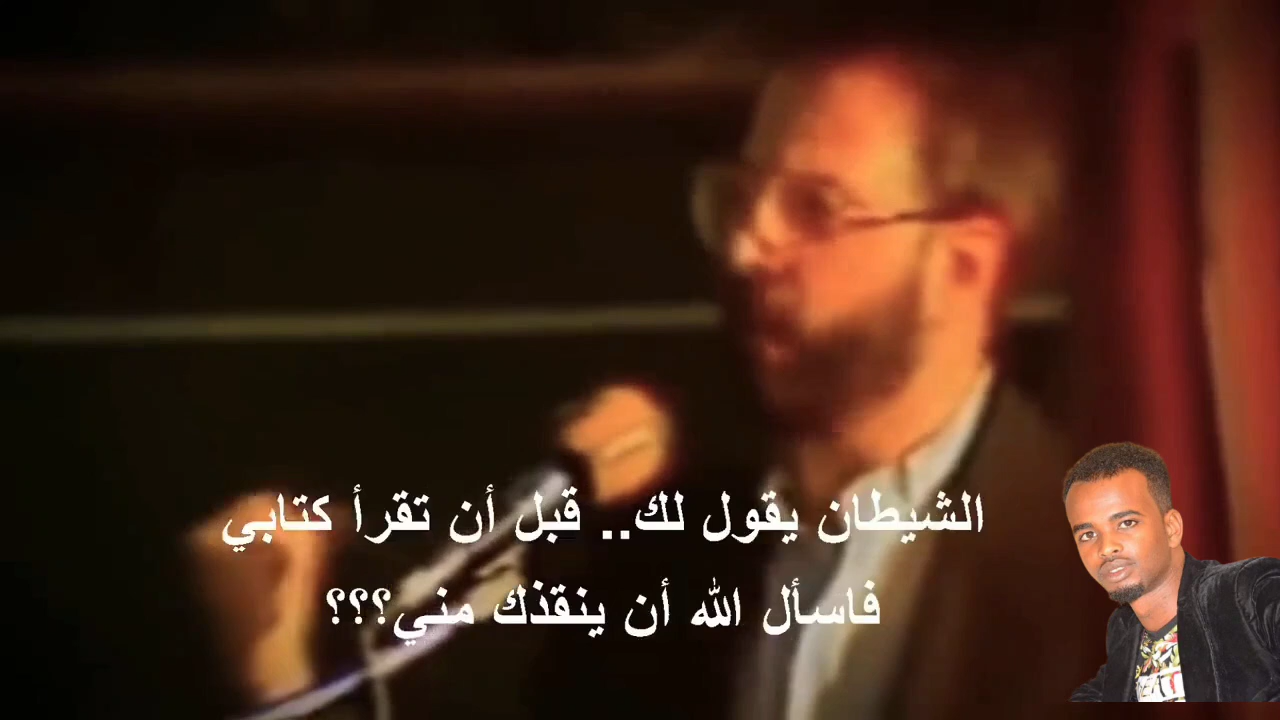 الشيطان يقول لك.. قبل أن تقرأ كتابي
فاسأل الله أن ينقذك مني؟؟؟